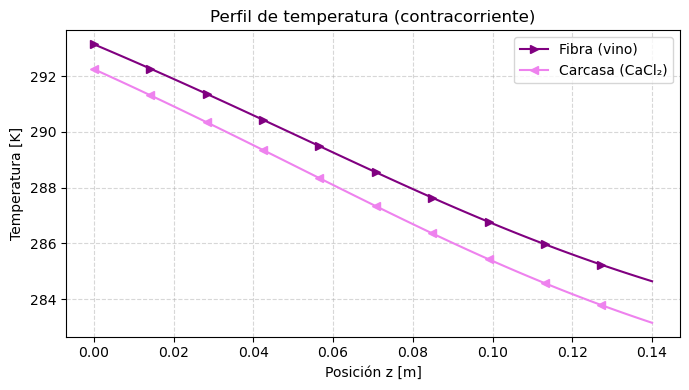 Perfil de temperatura (contracorriente)
Fibra (vino)
Carcasa (CaCl₂)
Temperatura [K]
292
290
288
286
284
0.00 0.02 0.04 0.06 0.08 0.10 0.12 0.14
Posición z [m]